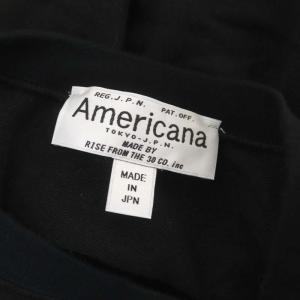 REG. J. P. N. PAT. OFF.
Americana
TOKYO-J.P.N.
MADE BY
RISE FROM THE 30 CO. inc
MADE
IN
JPN